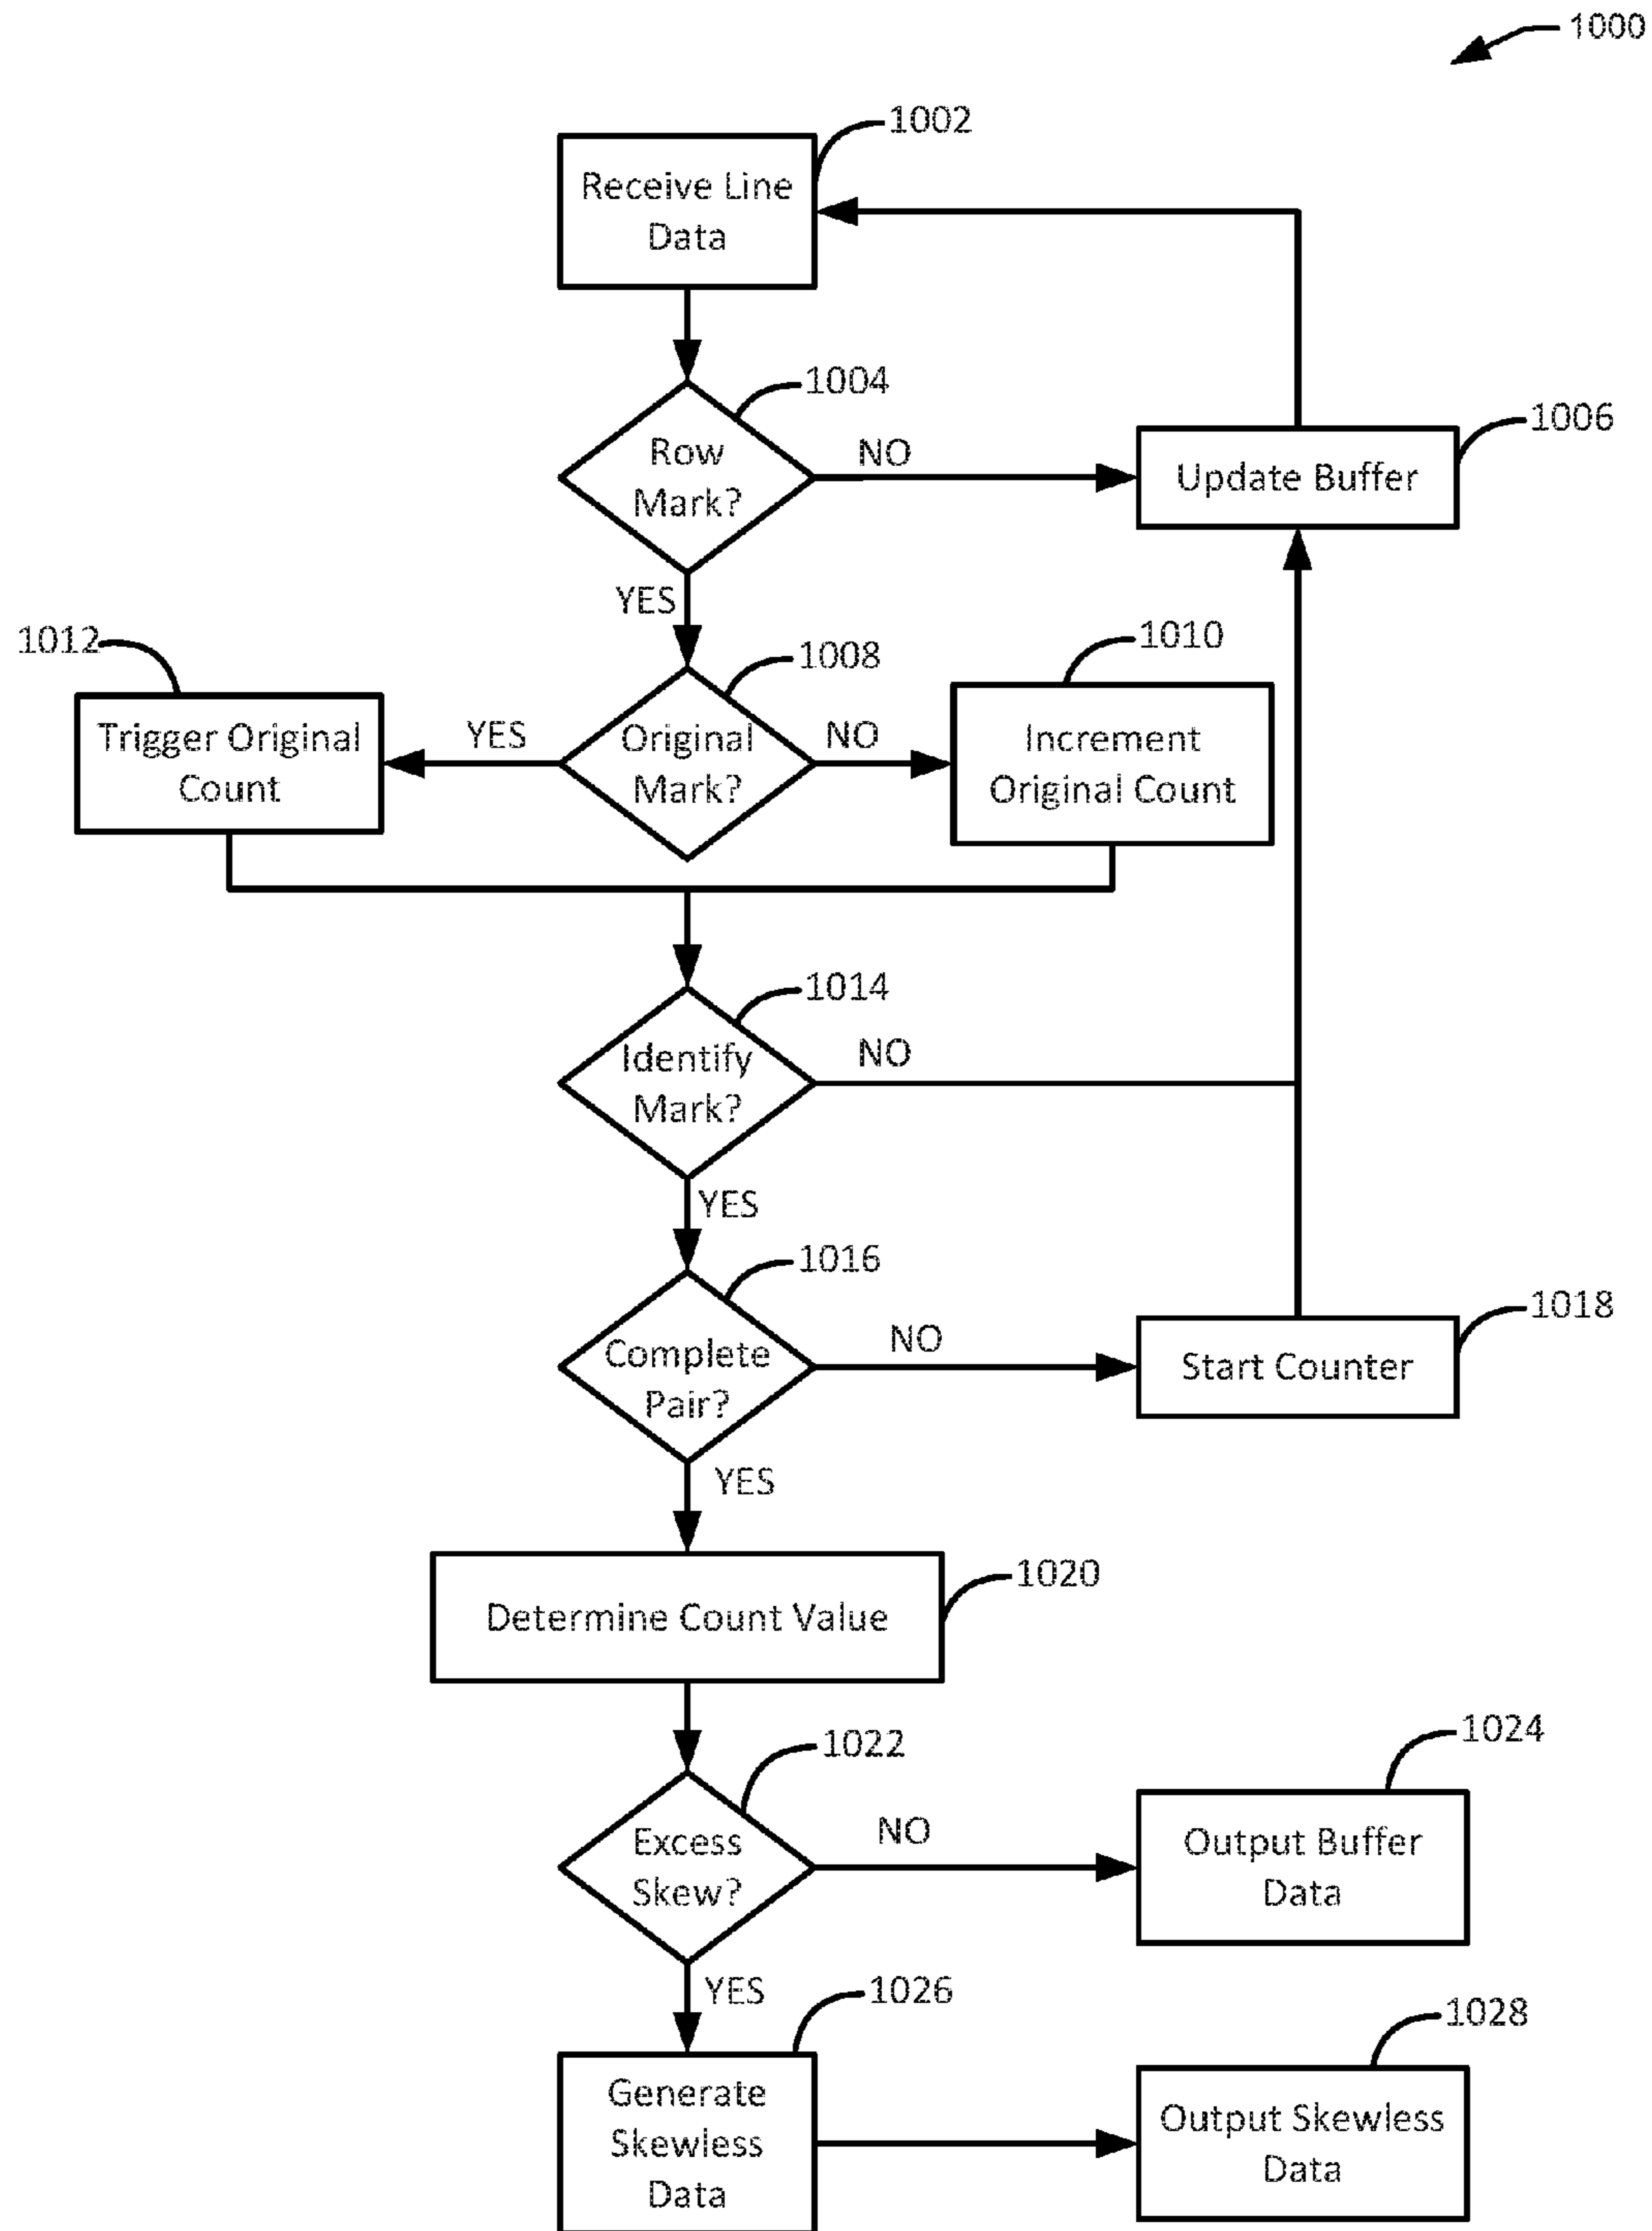 1000
1002
Receive Line
Data
1004
Row
Mark?
NO
1006
Update Buffer
YES
1012
1008
1010
Trigger Original
Count
YES
Original
Mark?
NO
Increment
Original Count
1014
Identify
Mark?
NO
YES
1016
Complete
Pair?
NO
1018
Start Counter
YES
1020
Determine Count Value
1022
Excess
Skew?
NO
1024
Output Buffer
Data
YES
1026
Generate
Skewless
Data
1028
Output Skewless
Data